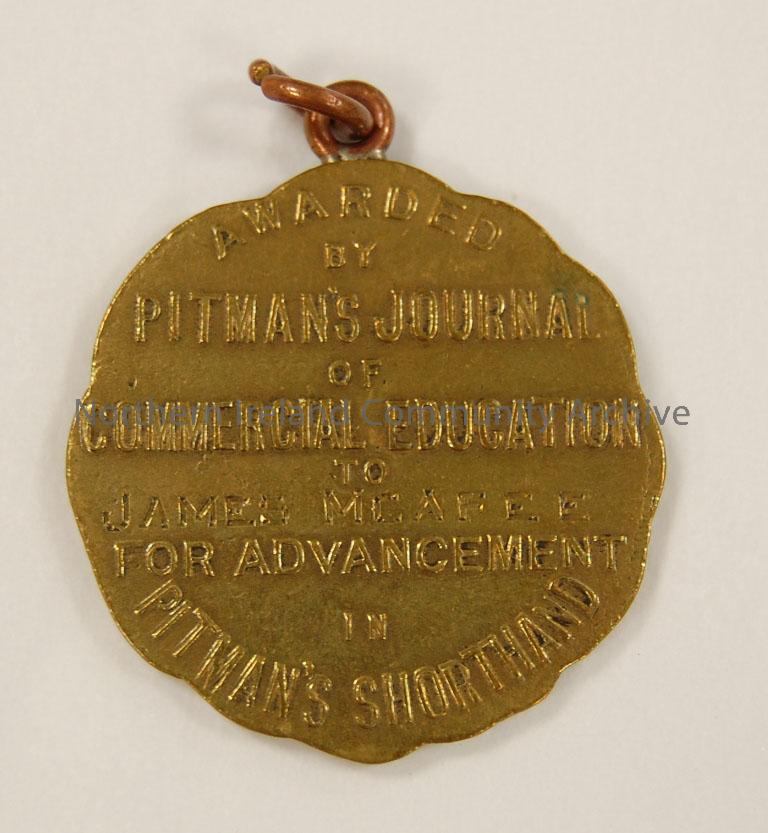 AWARDED
BY
PITMAN'S JOURNAL
OF
Northern Ireland Community Archive
COMMERCIAL EDUCATION
TO
JAMES MCAFEE
FOR ADVANCEMENT
IN
PITMAN'S SHORTHAND